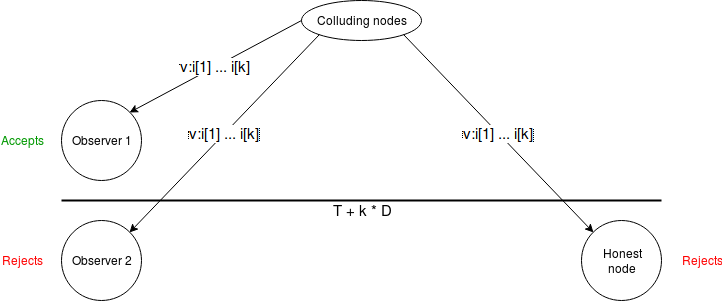 Colluding nodes
v:i[1] ... i[k]
Accepts
Observer 1
v:i[1] ... i[k]
v:i[1] ... i[k]
T + k * D
Rejects
Observer 2
Honest
node
Rejects